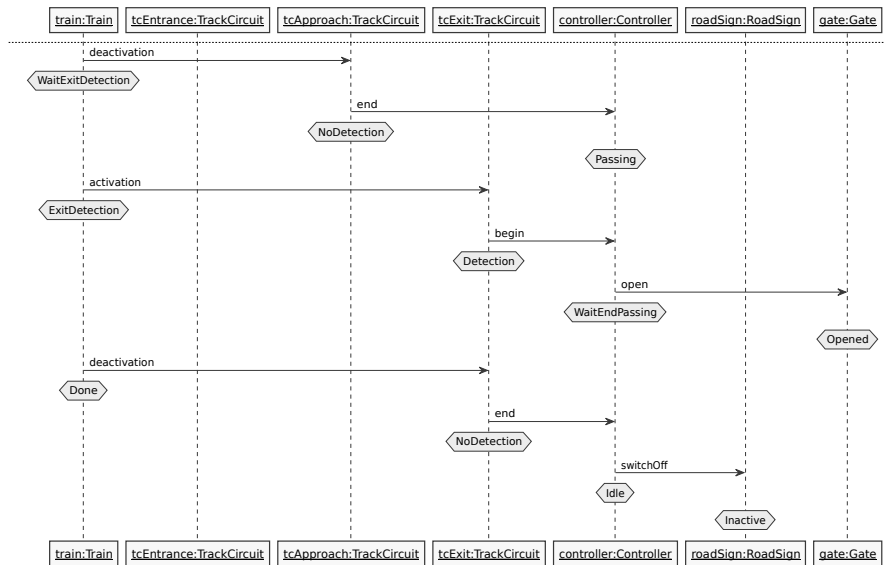 train:Train
tcEntrance:TrackCircuit
tcApproach:TrackCircuit
tcExit:TrackCircuit
controller:Controller
roadSign:RoadSign
gate:Gate
deactivation
WaitExitDetection
end
NoDetection
Passing
activation
ExitDetection
begin
Detection
open
WaitEndPassing
Opened
deactivation
Done
end
NoDetection
switchOff
Idle
Inactive
train:Train
tcEntrance:TrackCircuit
tcApproach:TrackCircuit
tcExit:TrackCircuit
controller:Controller
roadSign:RoadSign
gate:Gate